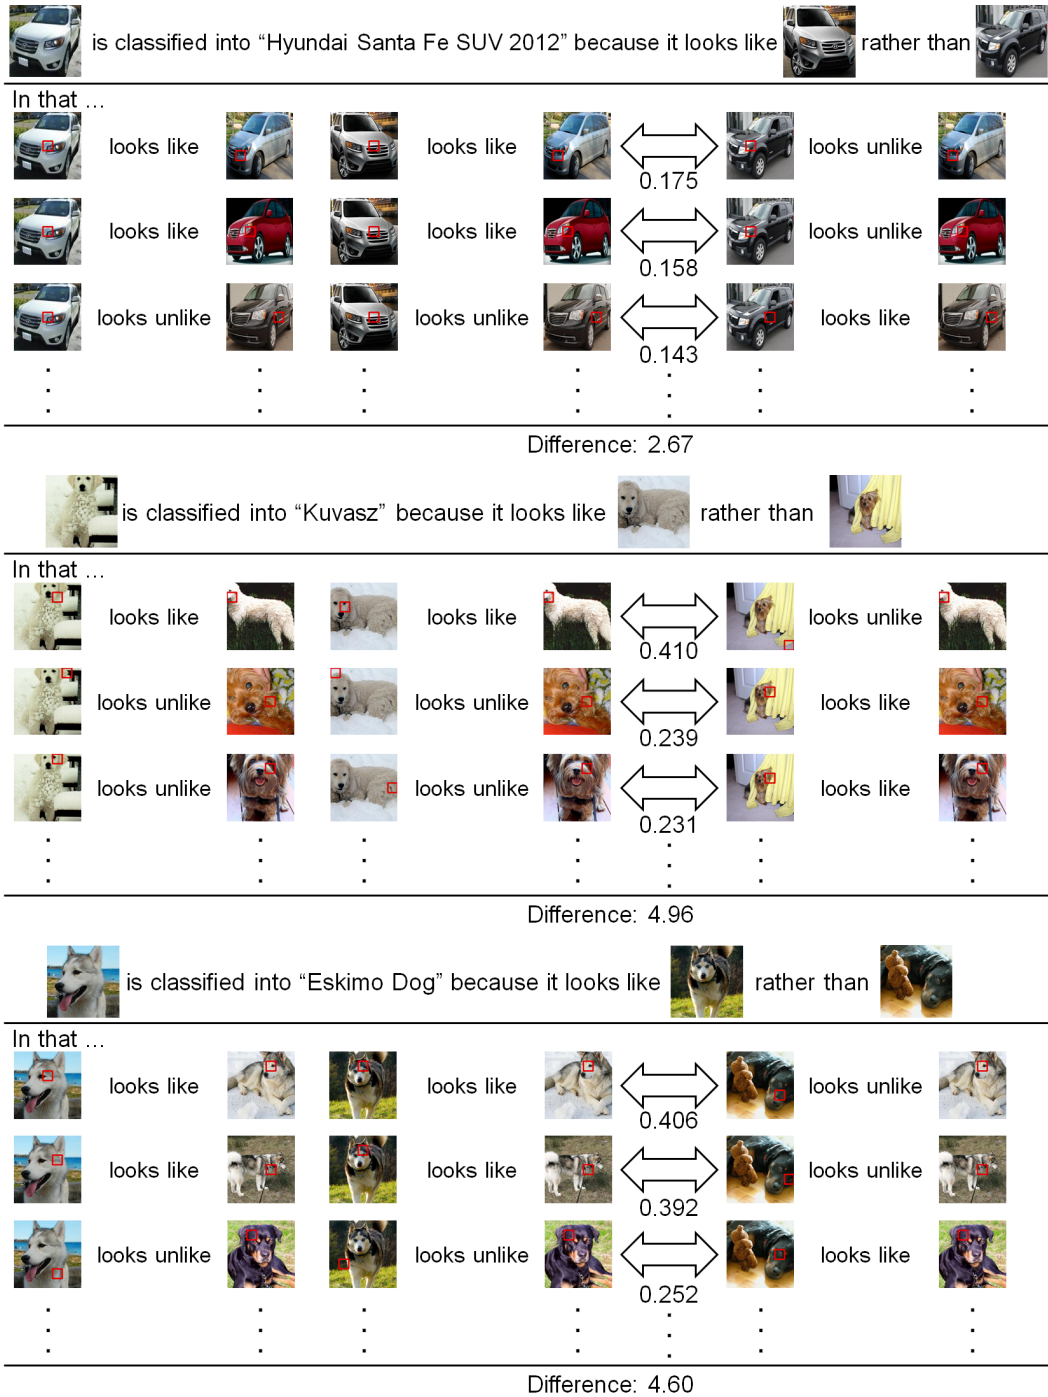 is classified into “Hyundai Santa Fe SUV 2012” because it looks like rather than
In that ...
looks like looks like looks unlike
0.175
looks like looks like looks unlike
0.158
looks unlike looks unlike looks like
0.143
Difference: 2.67
is classified into “Kuvasz” because it looks like rather than
In that ...
looks like looks like looks unlike
0.410
looks unlike looks unlike looks like
0.239
looks unlike looks unlike looks like
0.231
Difference: 4.96
is classified into “Eskimo Dog” because it looks like rather than
In that ...
looks like looks like looks unlike
0.406
looks like looks like looks unlike
0.392
looks unlike looks unlike looks like
0.252
Difference: 4.60